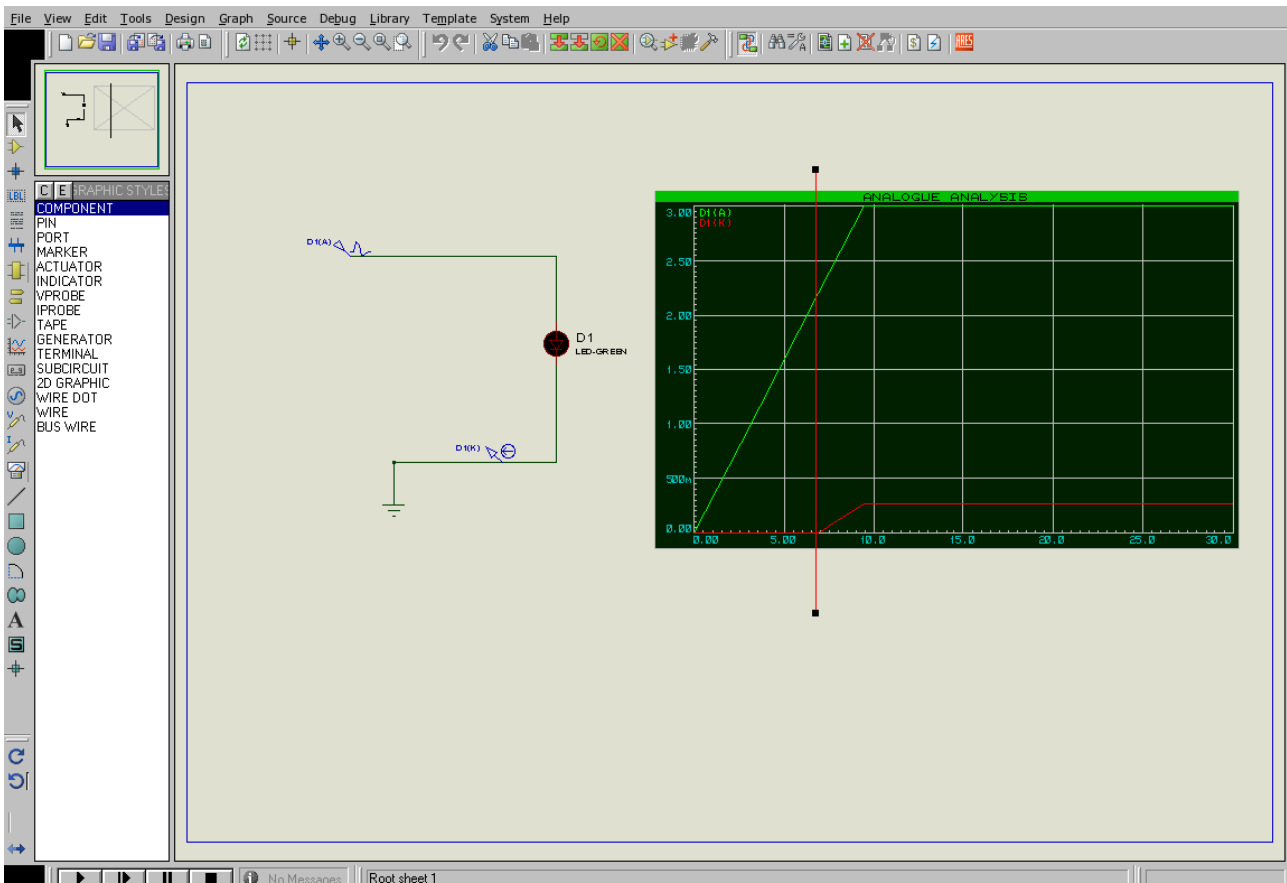 File View Edit Tools Design Graph Source Debug Library Template System Help
LBL
A
ARES
C E GRAPHIC STYLES
COMPONENT
PIN
PORT
MARKER
ACTUATOR
INDICATOR
VPROBE
IPROBE
TAPE
GENERATOR
TERMINAL
SUBCIRCUIT
2D GRAPHIC
WIRE DOT
WIRE
BUS WIRE
V
I
A
S
D1(A)
D1
LED-GREEN
D1(K)
ANALOGUE ANALYSIS
D1(A)
D1(K)
3.00
2.50
2.00
1.50
1.00
500m
0.00
0.00 5.00 10.0 15.0 20.0 25.0 30.0
No Messages
Root sheet 1